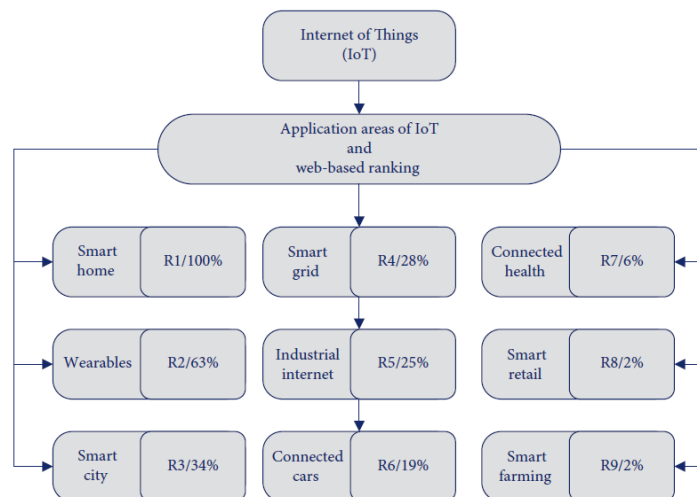 Internet of Things
(IoT)
Application areas of IoT
and
web-based ranking
Smart
home
R1/100%
Smart
grid
R4/28%
Connected
health
R7/6%
Wearables
R2/63%
Industrial
internet
R5/25%
Smart
retail
R8/2%
Smart
city
R3/34%
Connected
cars
R6/19%
Smart
farming
R9/2%